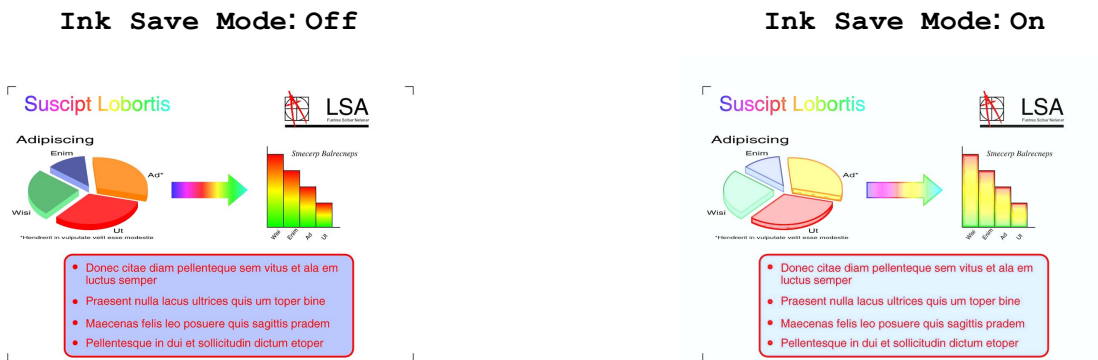 Ink Save Mode: Off
Suscipt Lobortis
LSA
Adipiscing
Enim
Ad*
Wisi
Ut
*Hendrerit in vulputate velit esse modestie
Stnecerp Balrecneps
Wisi
Enim
Ad
Ut
• Donec citae diam pellenteque sem vitus et ala em
luctus semper
• Praesent nulla lacus ultrices quis um toper bine
• Maecenas felis leo posuere quis sagittis pradem
• Pellentesque in dui et sollicitudin dictum etoper
Ink Save Mode: On
Suscipt Lobortis
LSA
Adipiscing
Enim
Ad*
Wisi
Ut
*Hendrerit in vulputate velit esse modestie
Stnecerp Balrecneps
Wisi
Enim
Ad
Ut
• Donec citae diam pellenteque sem vitus et ala em
luctus semper
• Praesent nulla lacus ultrices quis um toper bine
• Maecenas felis leo posuere quis sagittis pradem
• Pellentesque in dui et sollicitudin dictum etoper